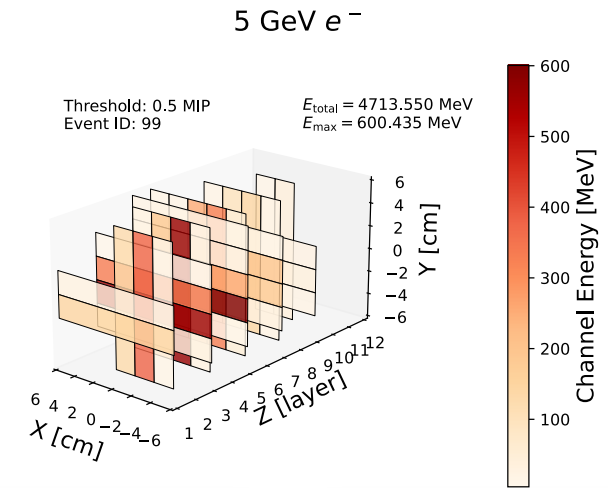 5 GeV e⁻
Threshold: 0.5 MIP
Event ID: 99
E_total = 4713.550 MeV
E_max = 600.435 MeV
6 4 2 0 −2 −4 −6
X [cm]
1 2 3 4 5 6 7 8 9 10 11 12
Z [layer]
6
4
2
0
−2
−4
−6
Y [cm]
600
500
400
300
200
100
Channel Energy [MeV]